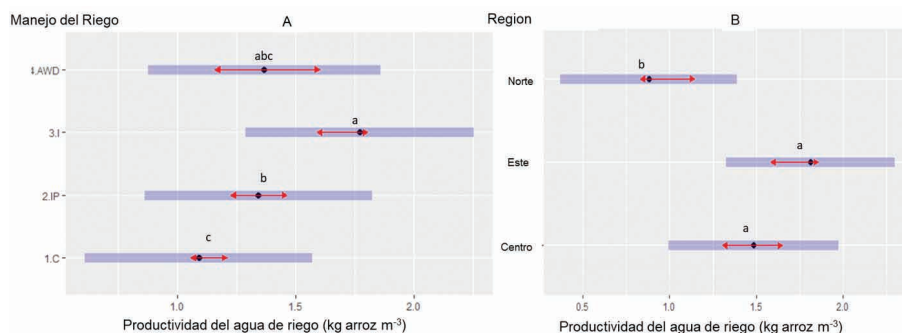 Manejo del Riego
A
4.AWD
abc
3.I
a
2.IP
b
1.C
c
1.0
1.5
2.0
Productividad del agua de riego (kg arroz m⁻³)
Region
B
Norte
b
Este
a
Centro
a
0.5
1.0
1.5
2.0
Productividad del agua de riego (kg arroz m⁻³)